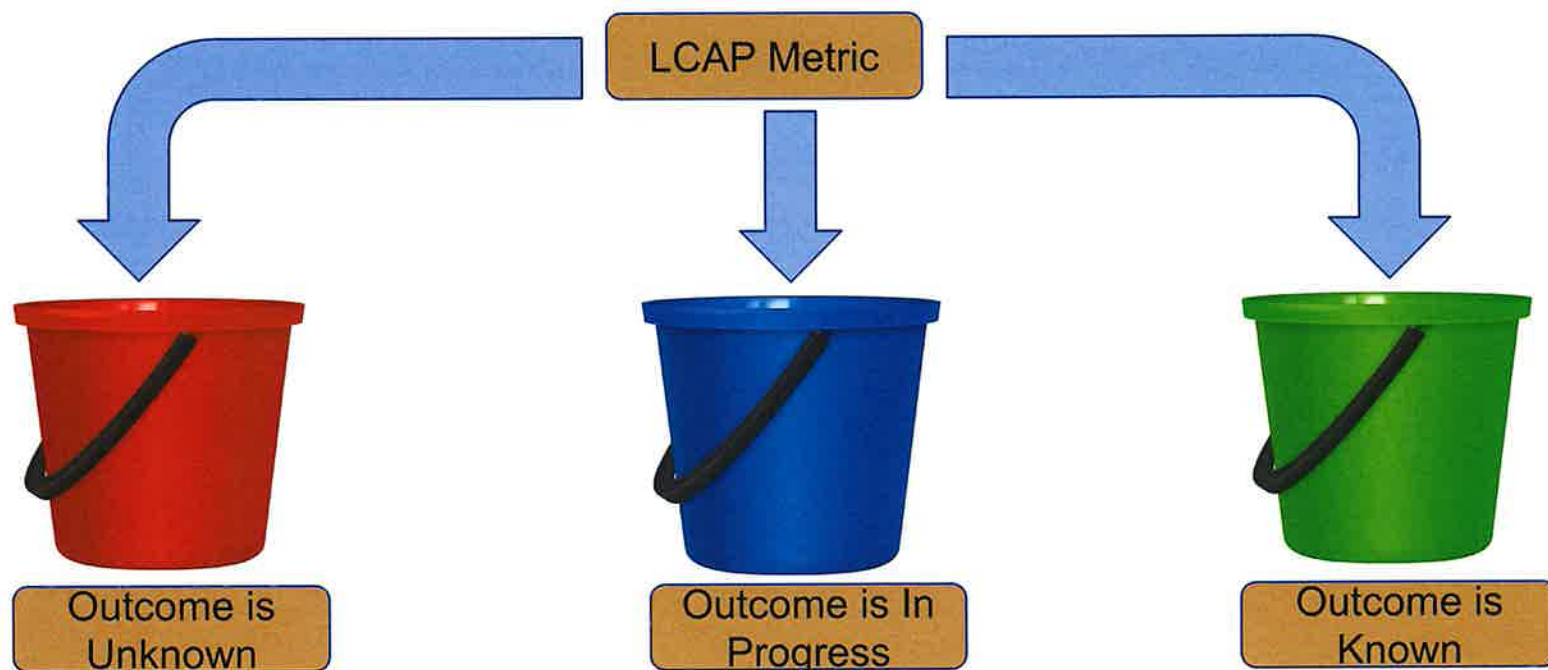 LCAP Metric
Outcome is
Unknown
Outcome is In
Progress
Outcome is
Known